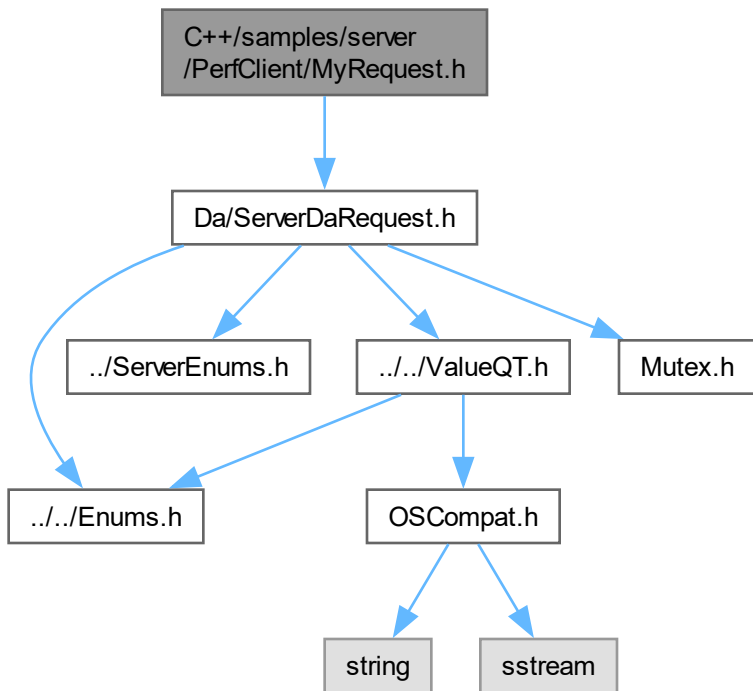 C++/samples/server
/PerfClient/MyRequest.h
Da/ServerDaRequest.h
../ServerEnums.h
../../ValueQT.h
Mutex.h
../../Enums.h
OSCompat.h
string
sstream